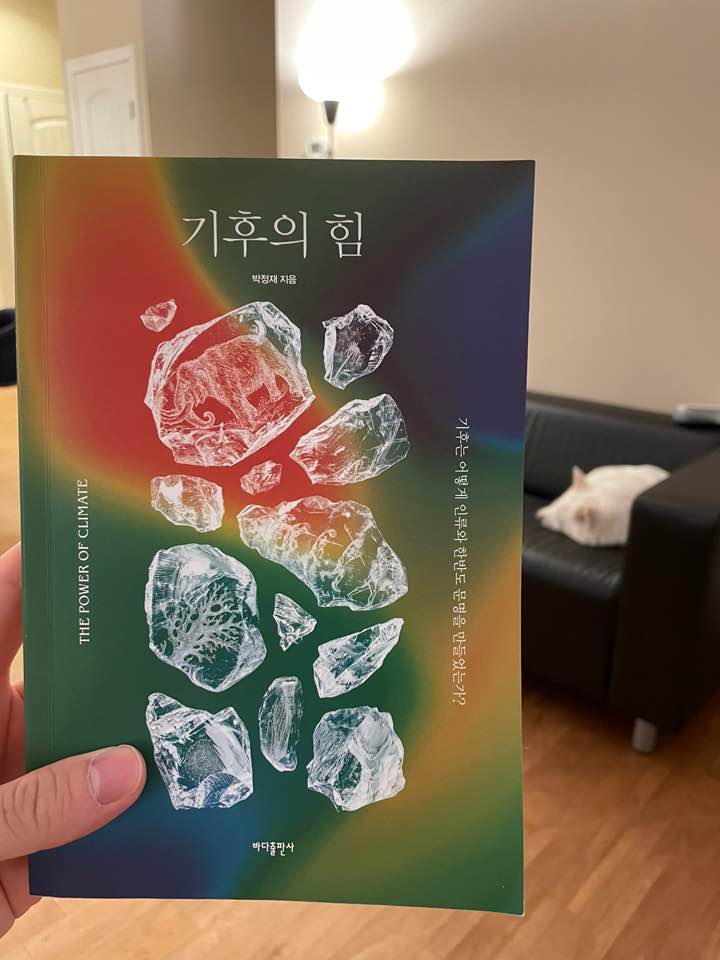 기후의 힘
박정재 지음
THE POWER OF CLIMATE
기후는 어떻게 인류와 한반도 문명을 만들었는가?
바다출판사